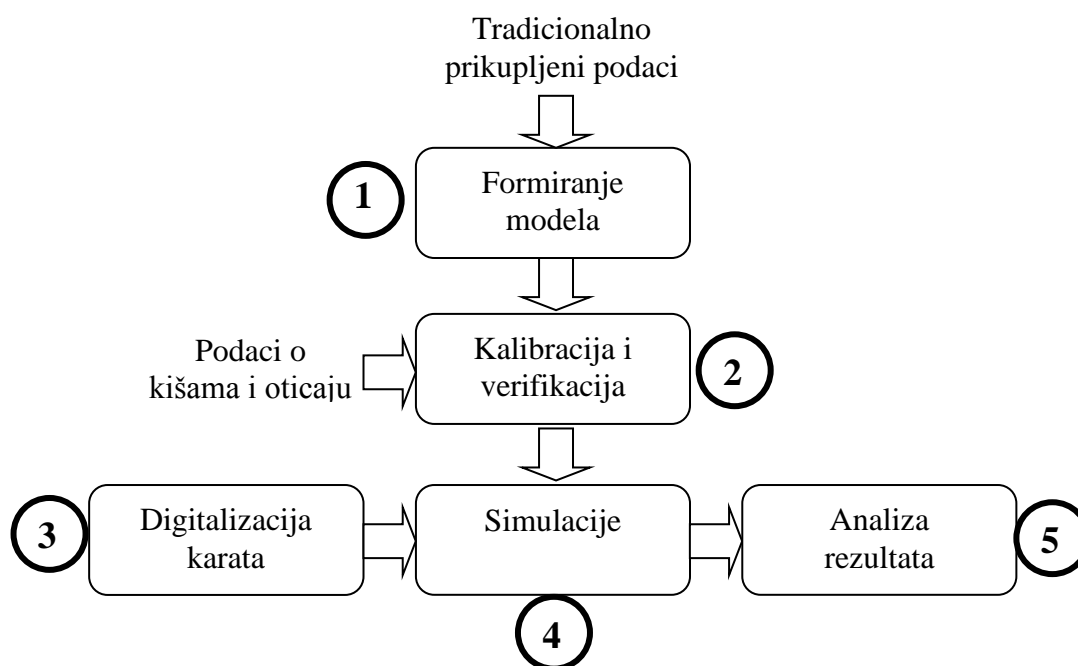 Tradicionalno
prikupljeni podaci
1
Formiranje
modela
Podaci o
kišama i oticaju
Kalibracija i
verifikacija
2
3
Digitalizacija
karata
Simulacije
4
Analiza
rezultata
5